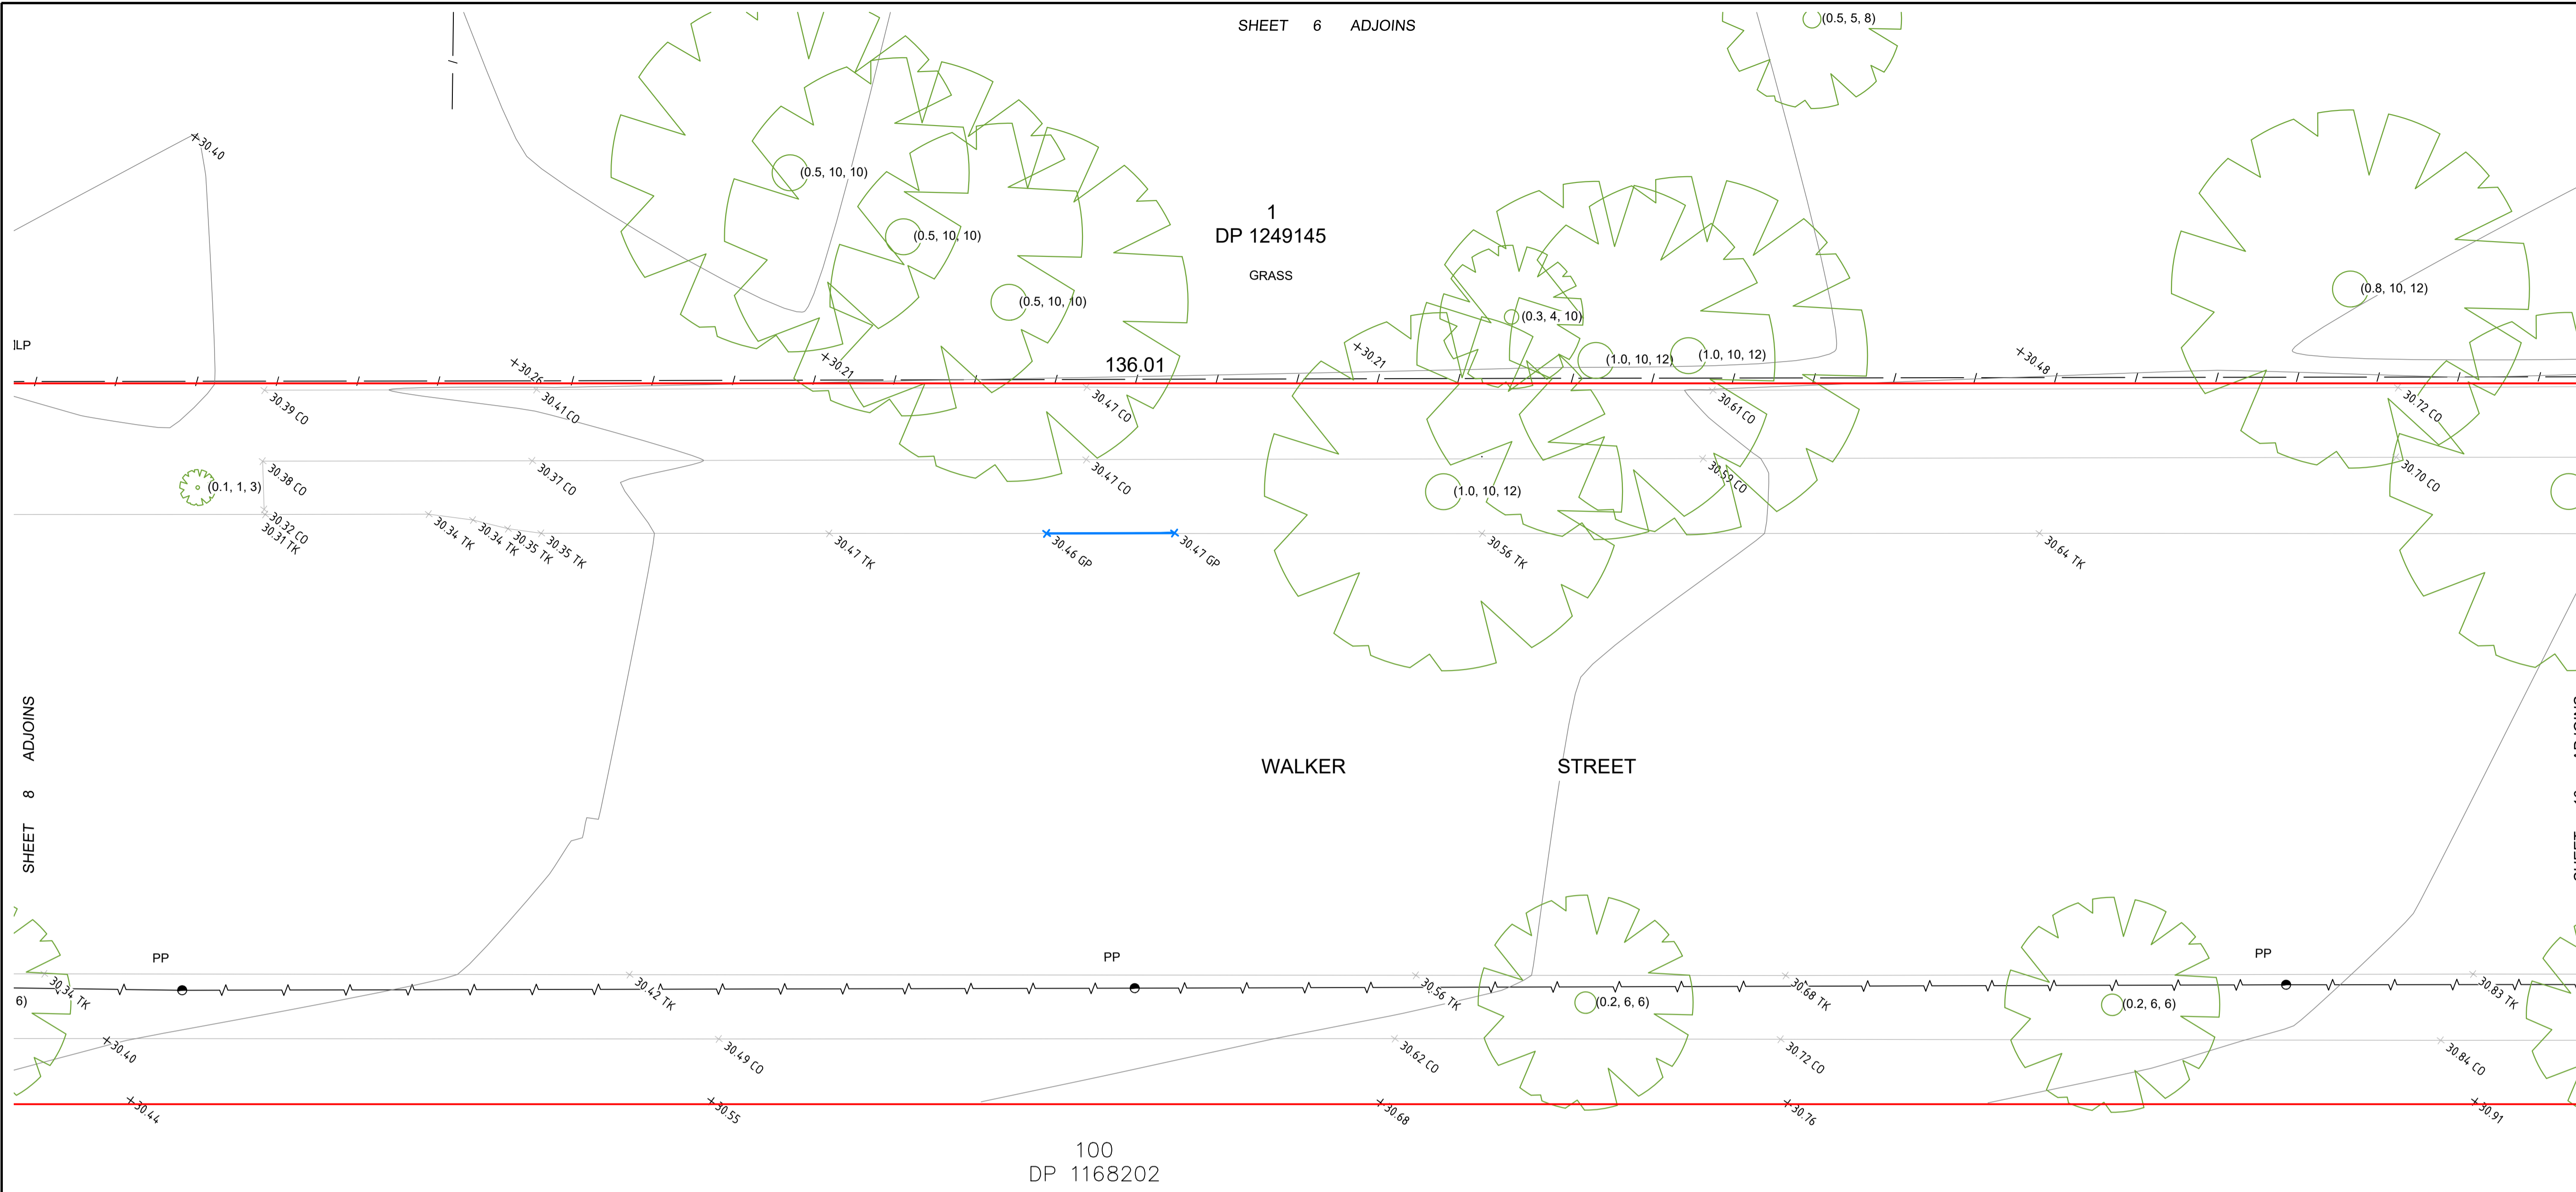 SHEET 6 ADJOINS
(0.5, 5, 8)
+30.40
(0.5, 10, 10)
(0.5, 10, 10)
(0.5, 10, 10)
1
DP 1249145
GRASS
(0.8, 10, 12)
(0.3, 4, 10)
(1.0, 10, 12)
(1.0, 10, 12)
LP
+30.26
+30.21
136.01
+30.21
+30.48
30.39 CO
30.41 CO
30.47 CO
30.61 CO
30.72 CO
30.38 CO
30.37 CO
30.47 CO
30.59 CO
30.70 CO
(0.1, 1, 3)
(1.0, 10, 12)
30.32 CO
30.31 TK
30.34 TK
30.34 TK
30.35 TK
30.35 TK
30.47 TK
30.46 GP
30.47 GP
30.56 TK
30.64 TK
SHEET 8 ADJOINS
WALKER STREET
PP
PP
PP
6)
30.34 TK
30.42 TK
30.56 TK
(0.2, 6, 6)
30.68 TK
(0.2, 6, 6)
30.83 TK
+30.40
30.49 CO
30.62 CO
30.72 CO
30.84 CO
+30.44
+30.55
+30.68
+30.76
+30.91
100
DP 1168202